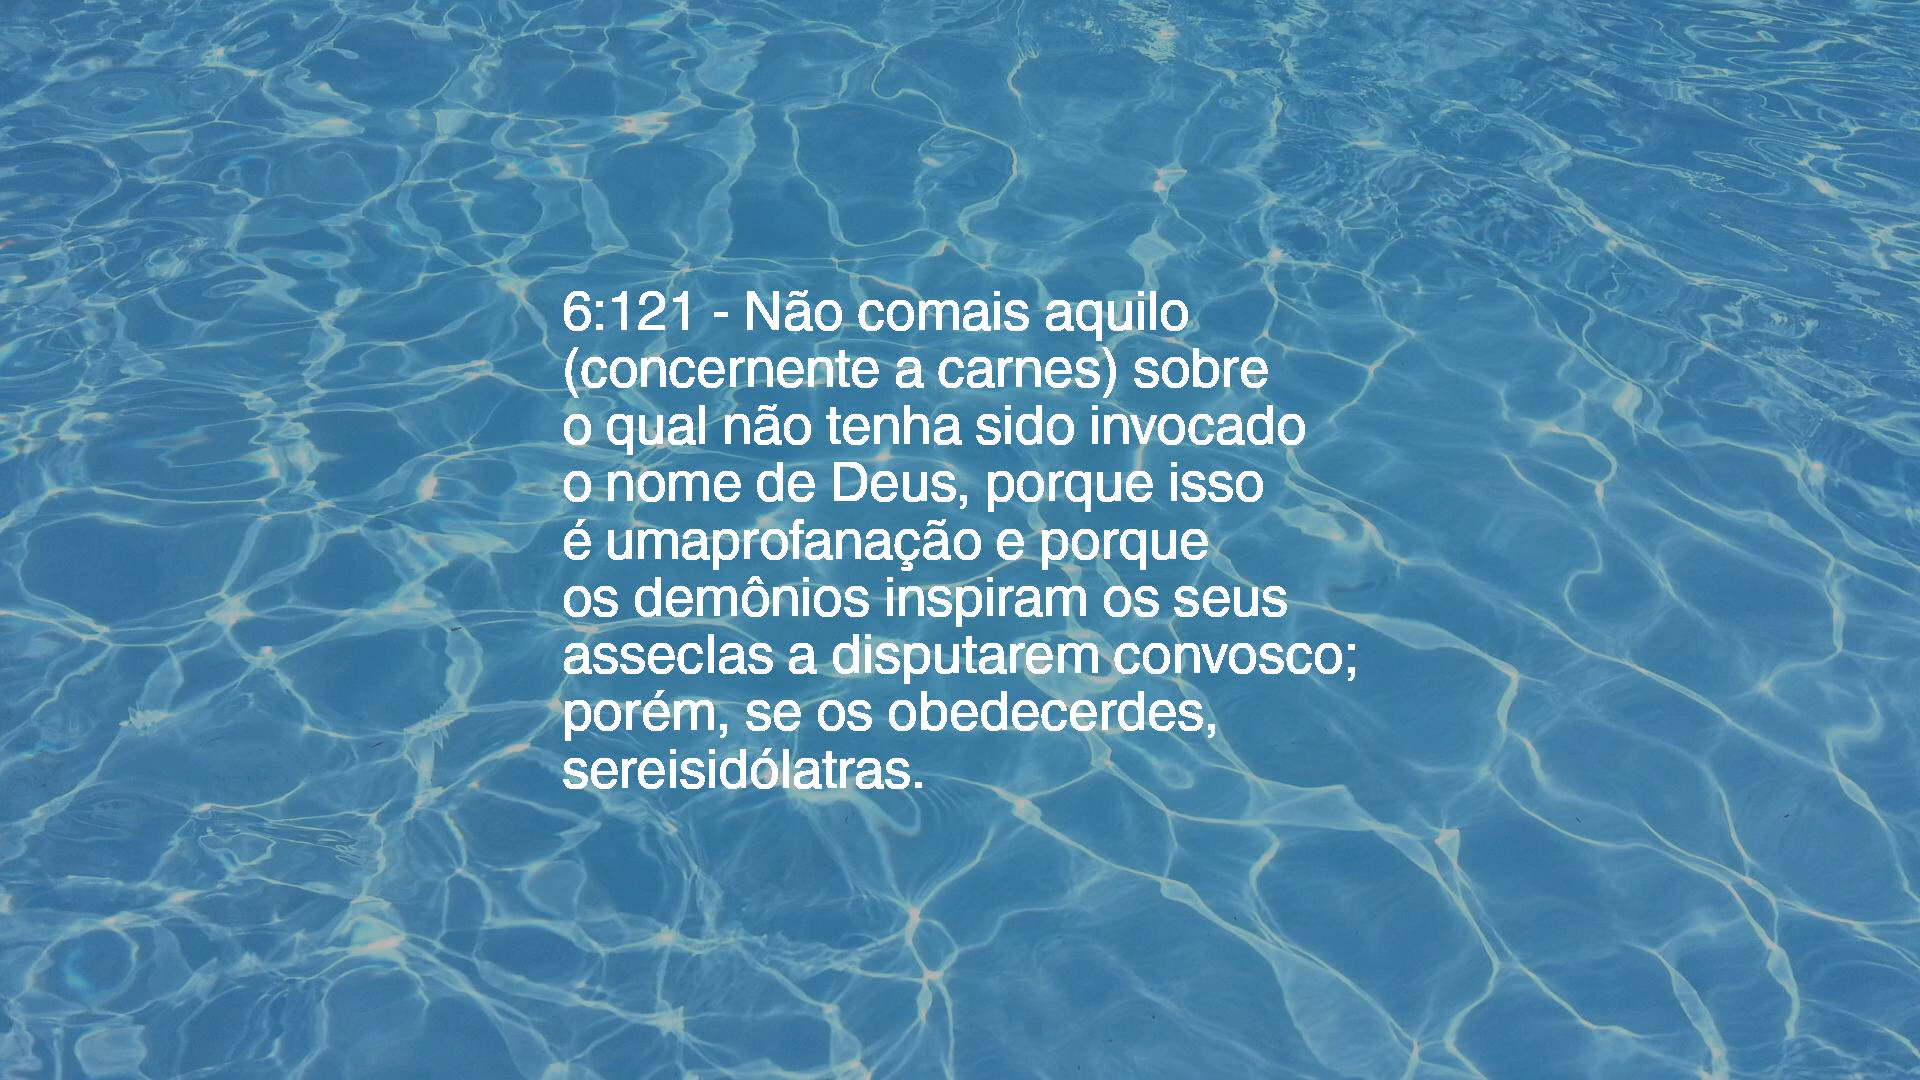 6:121 - Não comais aquilo
(concernente a carnes) sobre
o qual não tenha sido invocado
o nome de Deus, porque isso
é umaprofanação e porque
os demônios inspiram os seus
asseclas a disputarem convosco;
porém, se os obedecerdes,
sereisidólatras.